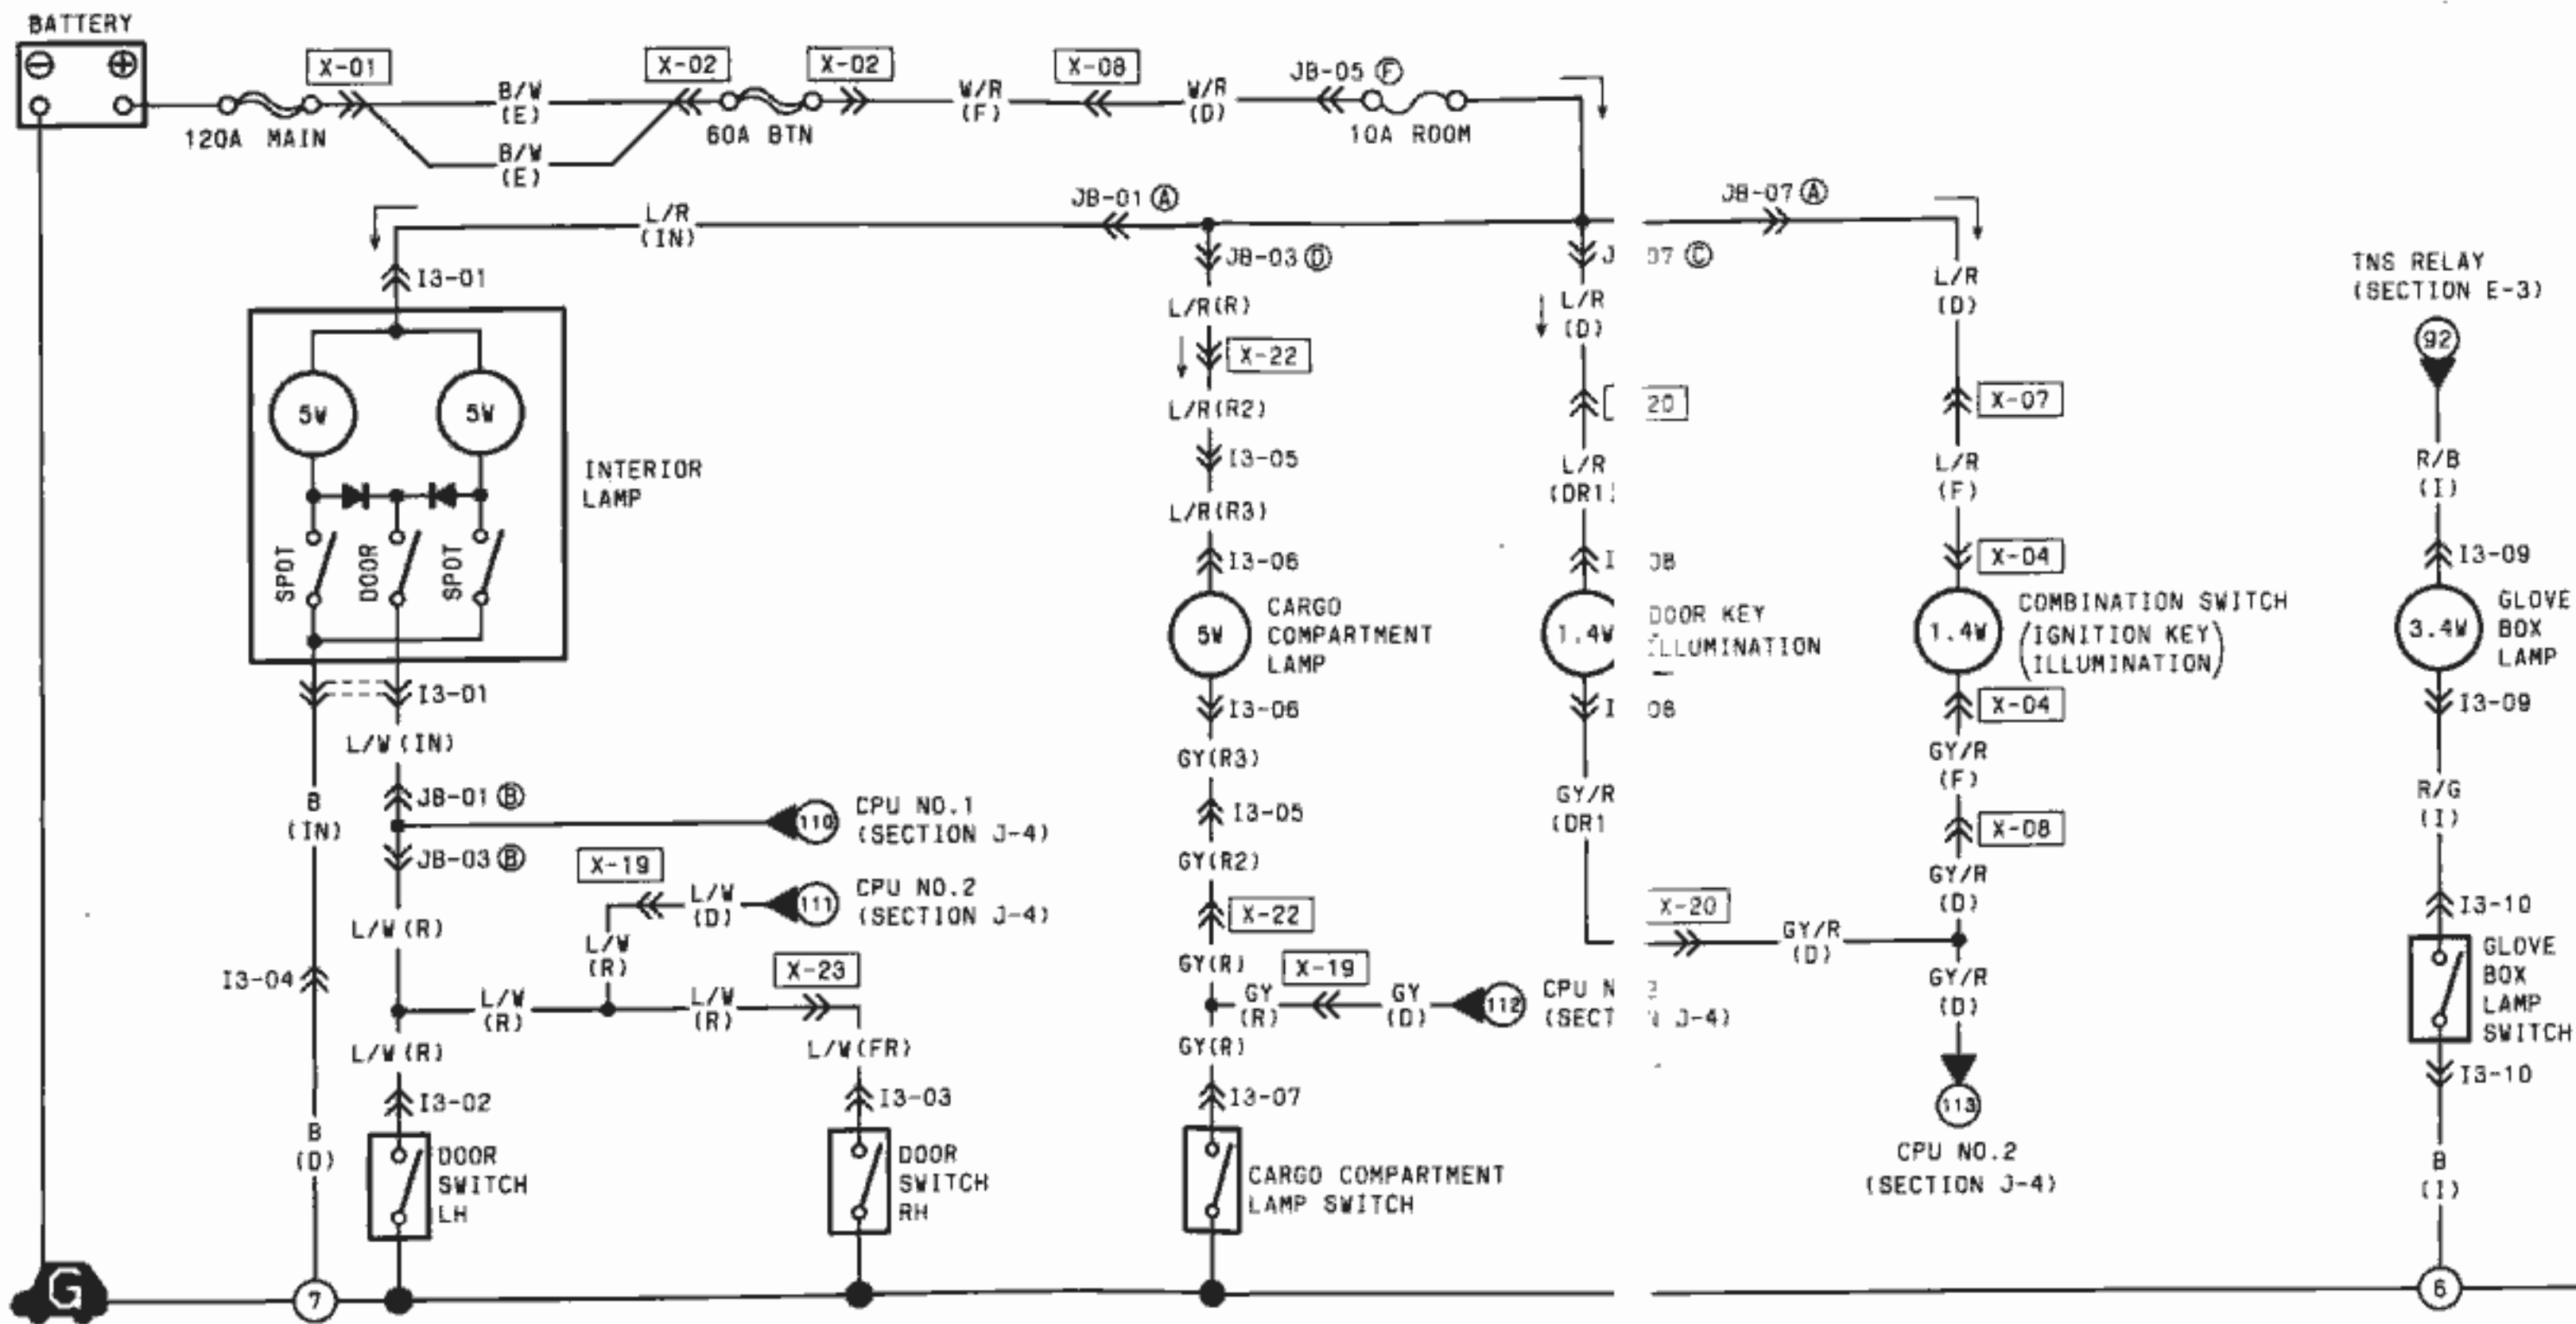 BATTERY
X-01
X-02
X-02
X-08
JB-05 Ⓕ
B/W
(E)
W/R
(F)
W/R
(D)
120A MAIN
60A BTN
10A ROOM
B/W
(E)
JB-01 Ⓐ
JB-07 Ⓐ
L/R
(IN)
I3-01
JB-03 Ⓓ
07 Ⓒ
L/R(R)
L/R
(D)
L/R
(D)
TNS RELAY
(SECTION E-3)
92
X-22
5W
5W
L/R(R2)
20
X-07
INTERIOR
LAMP
I3-05
L/R
(DR1
L/R
(F)
R/B
(I)
L/R(R3)
SPOT
DOOR
SPOT
I3-06
08
X-04
I3-09
5W
CARGO
COMPARTMENT
LAMP
1.4W
DOOR KEY
ILLUMINATION
1.4W
COMBINATION SWITCH
(IGNITION KEY
ILLUMINATION)
3.4W
GLOVE
BOX
LAMP
I3-01
I3-06
08
X-04
I3-09
L/W(IN)
GY(R3)
GY/R
(F)
B
(IN)
JB-01 Ⓑ
110
CPU NO.1
(SECTION J-4)
I3-05
GY/R
(DR1
X-08
R/G
(I)
JB-03 Ⓑ
X-19
L/W
(D)
111
CPU NO.2
(SECTION J-4)
GY(R2)
GY/R
(D)
L/W(R)
L/W
(R)
X-22
X-20
GY/R
(D)
I3-10
I3-04
X-23
GY(R)
X-19
GY/R
(D)
GLOVE
BOX
LAMP
SWITCH
L/W
(R)
L/W
(R)
GY
(R)
GY
(D)
112
CPU N
(SECT
J-4)
L/W(R)
L/W(FR)
GY(R)
I3-02
I3-03
I3-07
113
I3-10
B
(D)
DOOR
SWITCH
LH
DOOR
SWITCH
RH
CARGO COMPARTMENT
LAMP SWITCH
CPU NO.2
(SECTION J-4)
B
(I)
G
7
6